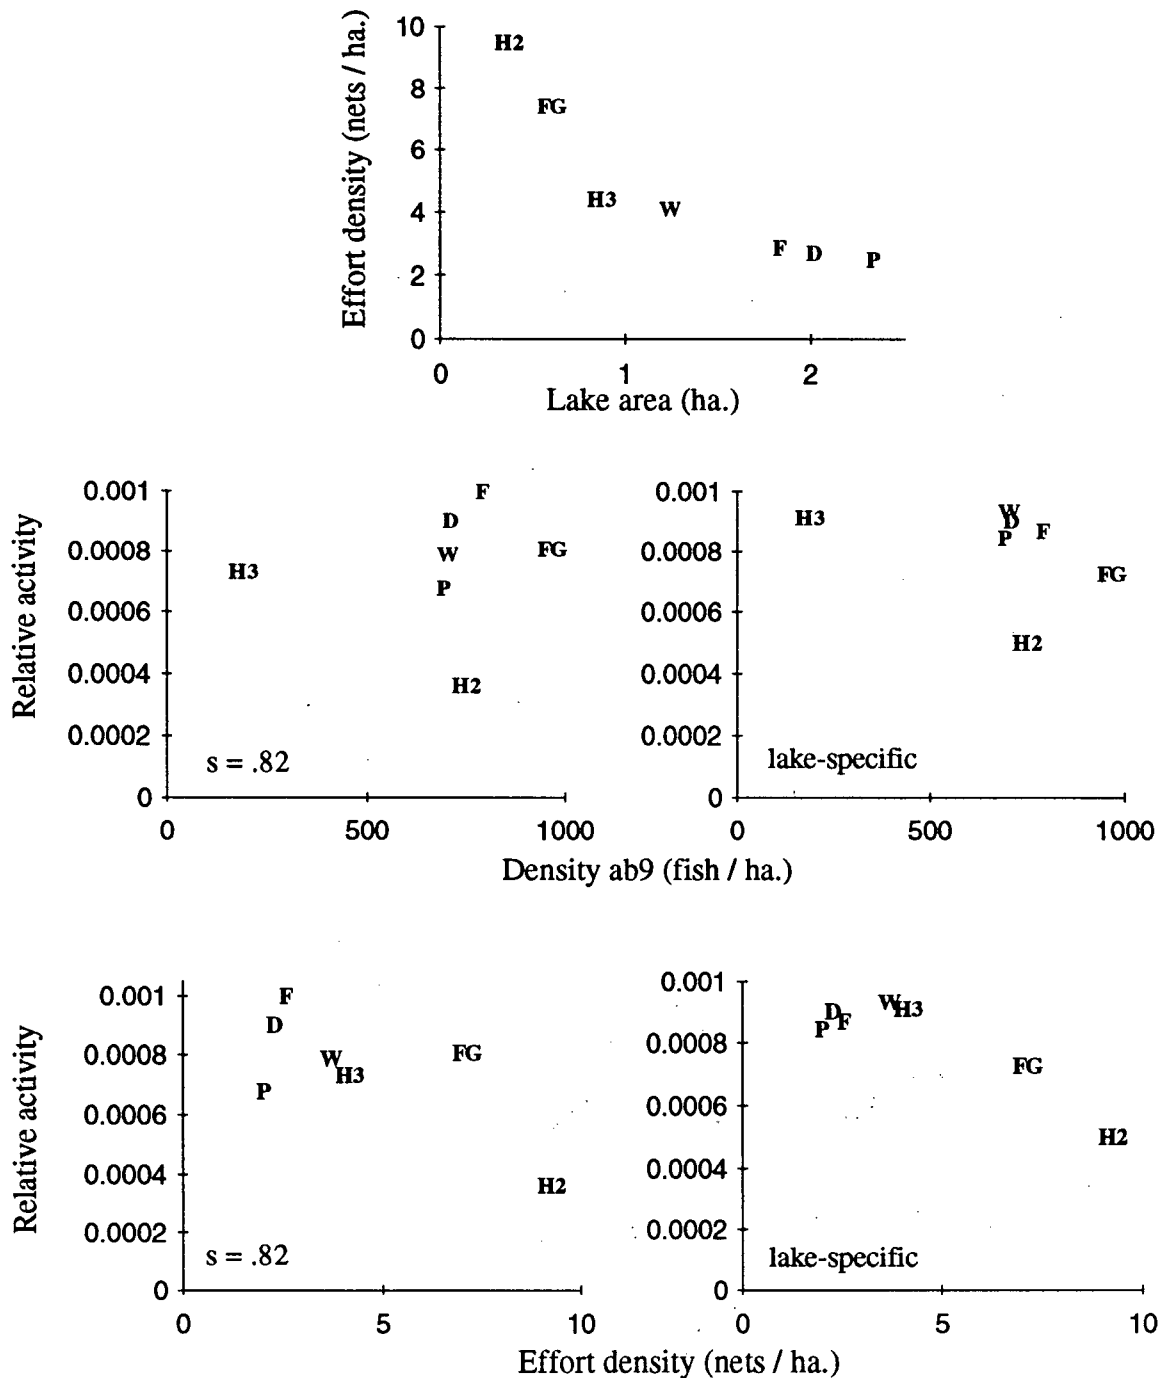 Effort density (nets / ha.)
10
8
6
4
2
0
H2
FG
H3
W
F
D
P
0
1
2
Lake area (ha.)
Relative activity
0.001
0.0008
0.0006
0.0004
0.0002
0
F
D
W
FG
H3
P
H2
s = .82
0
500
1000
0.001
0.0008
0.0006
0.0004
0.0002
0
H3
W
D
P
F
FG
H2
lake-specific
0
500
1000
Density ab9 (fish / ha.)
Relative activity
0.001
0.0008
0.0006
0.0004
0.0002
0
F
D
W
H3
FG
P
H2
s = .82
0
5
10
0.001
0.0008
0.0006
0.0004
0.0002
0
W
H3
D
F
P
FG
H2
lake-specific
0
5
10
Effort density (nets / ha.)